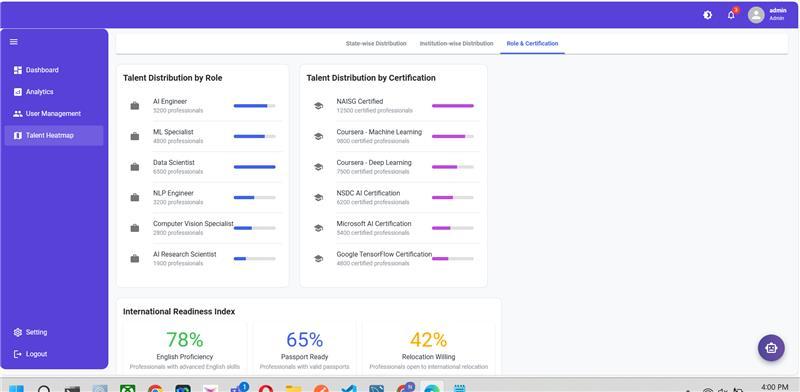 3
admin
Admin
State-wise Distribution
Institution-wise Distribution
Role & Certification
Dashboard
Analytics
User Management
Talent Heatmap
Setting
Logout
Talent Distribution by Role
AI Engineer
5200 professionals
ML Specialist
4800 professionals
Data Scientist
6500 professionals
NLP Engineer
3200 professionals
Computer Vision Specialist
2800 professionals
AI Research Scientist
1900 professionals
Talent Distribution by Certification
NAISG Certified
12500 certified professionals
Coursera - Machine Learning
9800 certified professionals
Coursera - Deep Learning
7500 certified professionals
NSDC AI Certification
6200 certified professionals
Microsoft AI Certification
5400 certified professionals
Google TensorFlow Certification
4800 certified professionals
International Readiness Index
78%
English Proficiency
Professionals with advanced English skills
65%
Passport Ready
Professionals with valid passports
42%
Relocation Willing
Professionals open to international relocation
1
N
4:00 PM